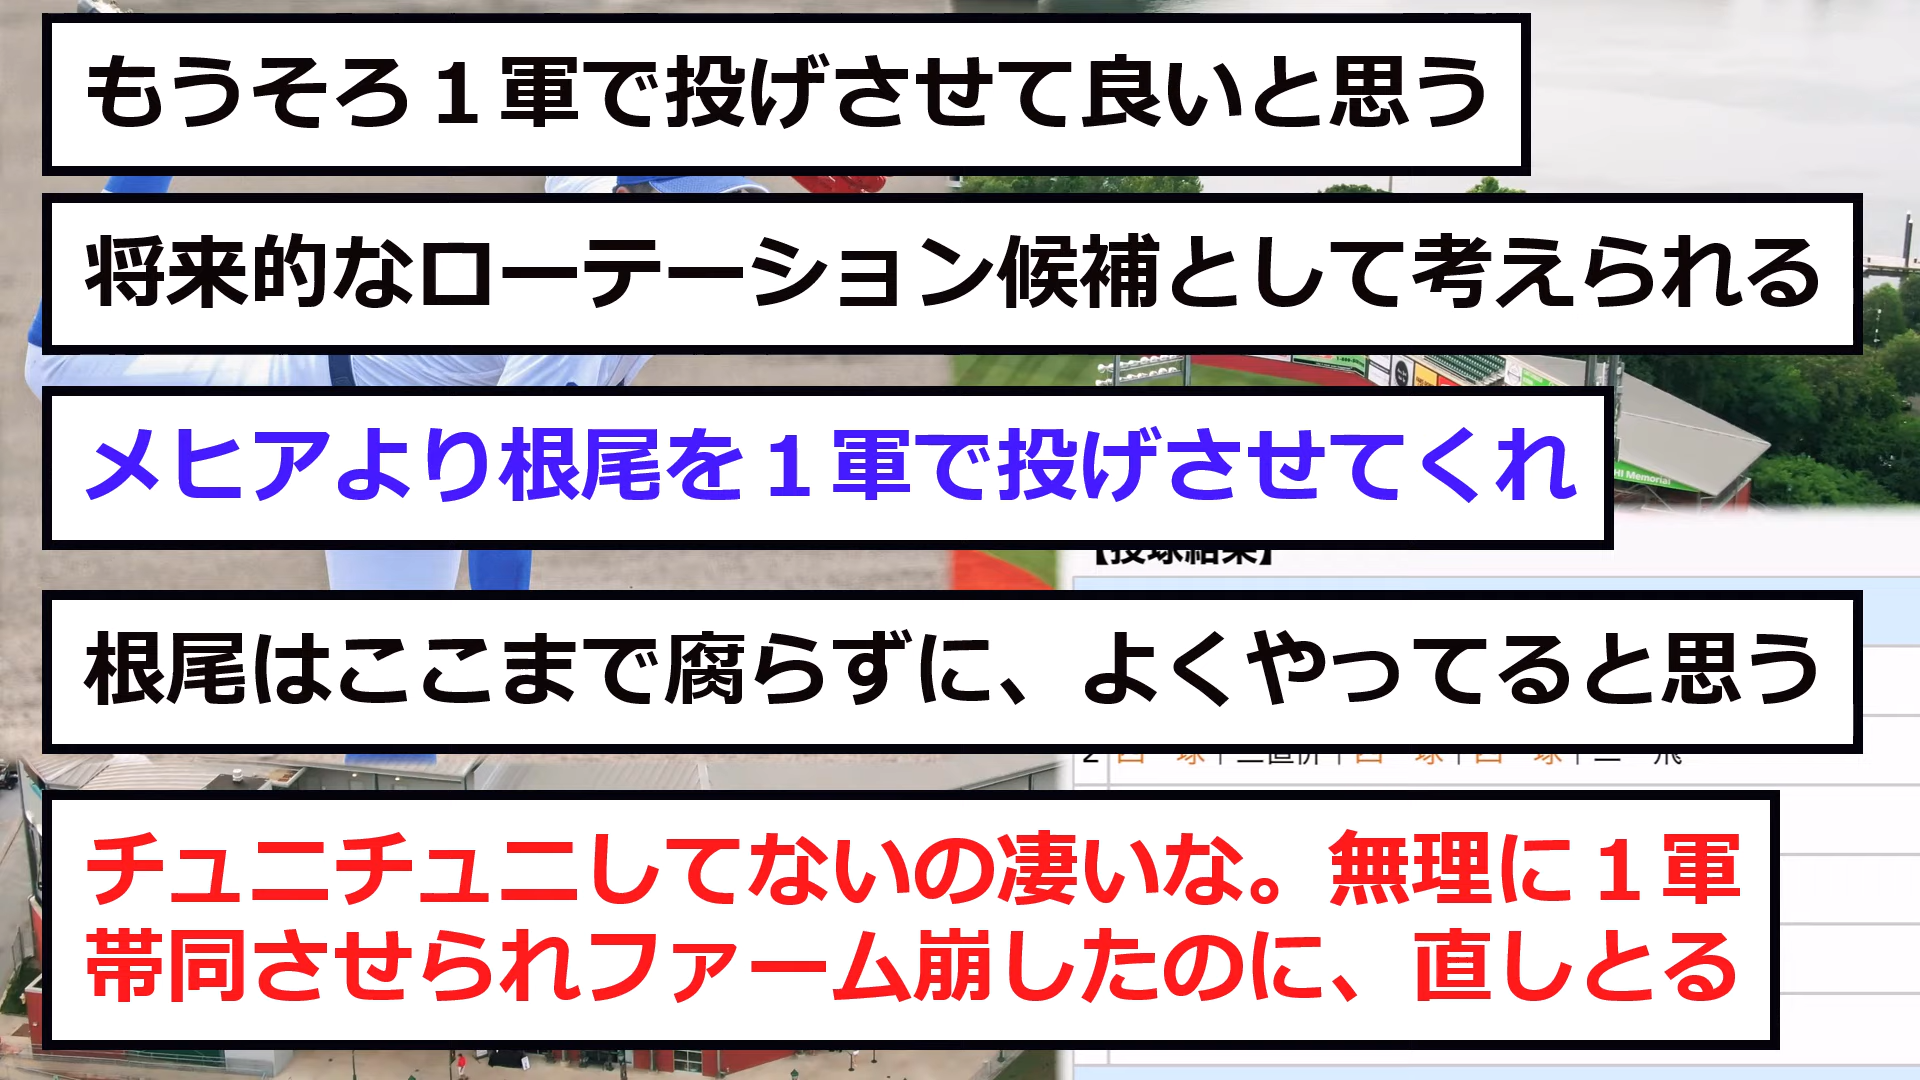 もうそろ１軍で投げさせて良いと思う
将来的なローテーション候補として考えられる
メヒアより根尾を１軍で投げさせてくれ
HI Memorial
【投球結果】
根尾はここまで腐らずに、よくやってると思う
チュニチュニしてないの凄いな。無理に１軍
帯同させられファーム崩したのに、直しとる